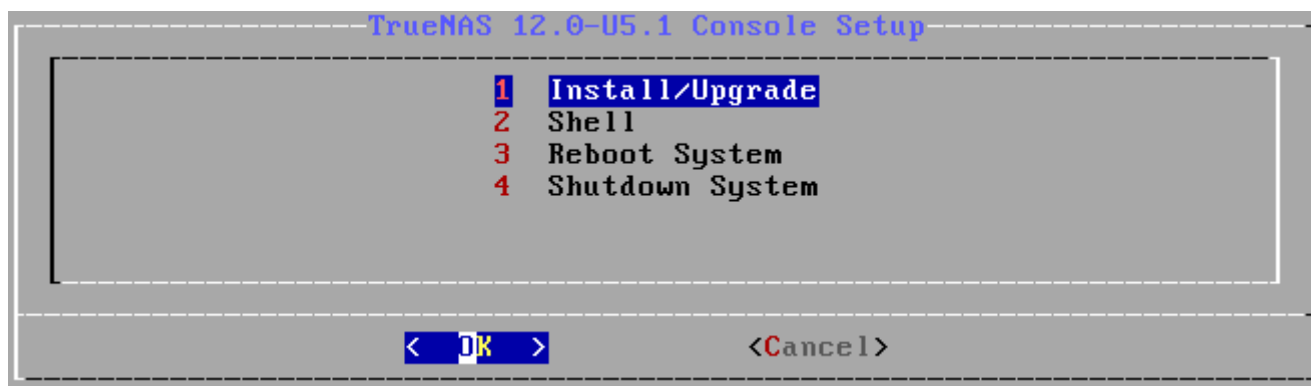 TrueNAS 12.0-U5.1 Console Setup
1 Install/Upgrade
2 Shell
3 Reboot System
4 Shutdown System
< OK > <Cancel>